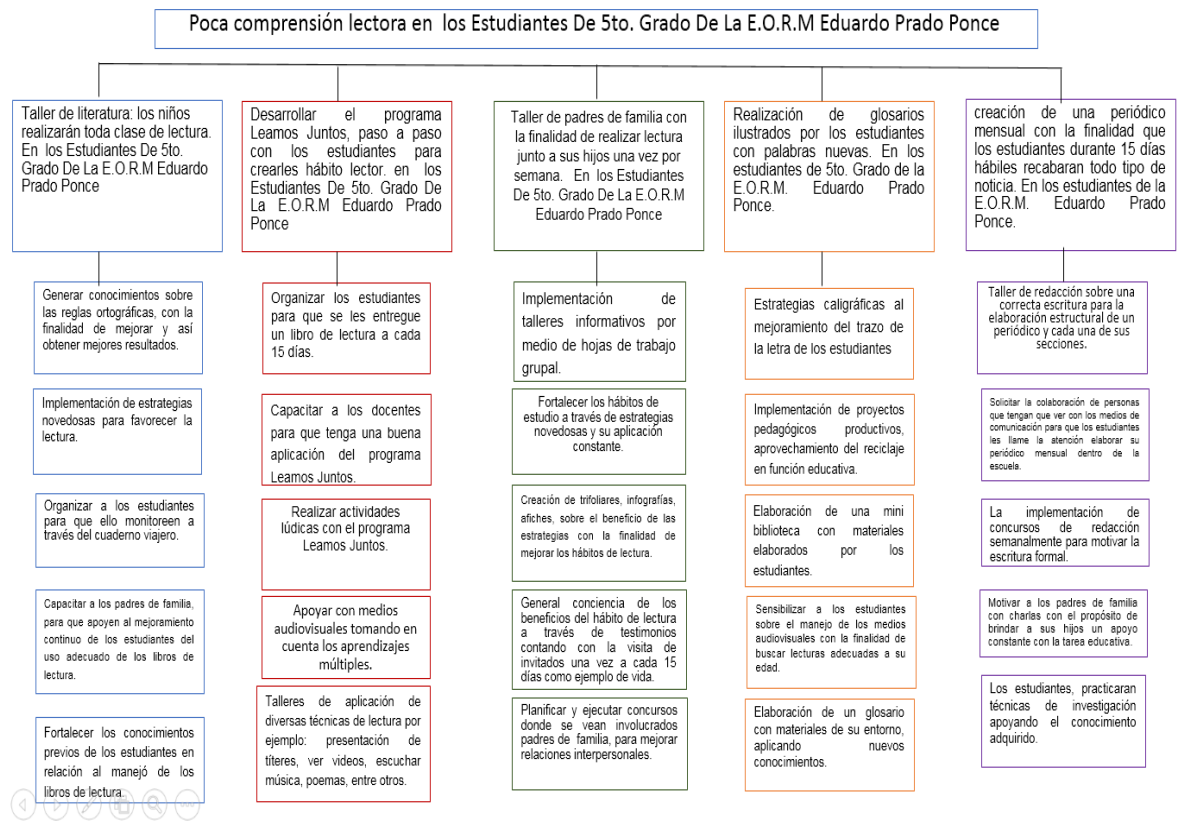 Poca comprensión lectora en los Estudiantes De 5to. Grado De La E.O.R.M Eduardo Prado Ponce
Taller de literatura: los niños
realizarán toda clase de lectura.
En los Estudiantes De 5to.
Grado De La E.O.R.M Eduardo
Prado Ponce
Desarrollar el programa
Leamos Juntos, paso a paso
con los estudiantes para
crearles hábito lector. en los
Estudiantes De 5to. Grado De
La E.O.R.M Eduardo Prado
Ponce
Taller de padres de familia con
la finalidad de realizar lectura
junto a sus hijos una vez por
semana. En los Estudiantes
De 5to. Grado De La E.O.R.M
Eduardo Prado Ponce
Realización de glosarios
ilustrados por los estudiantes
con palabras nuevas. En los
estudiantes de 5to. Grado de la
E.O.R.M. Eduardo Prado
Ponce.
creación de una periódico
mensual con la finalidad que
los estudiantes durante 15 días
hábiles recabaran todo tipo de
noticia. En los estudiantes de la
E.O.R.M. Eduardo Prado
Ponce.
Generar conocimientos sobre
las reglas ortográficas, con la
finalidad de mejorar y así
obtener mejores resultados.
Organizar los estudiantes
para que se les entregue
un libro de lectura a cada
15 días.
Implementación de
talleres informativos por
medio de hojas de trabajo
grupal.
Estrategias caligráficas al
mejoramiento del trazo de
la letra de los estudiantes
Taller de redacción sobre una
correcta escritura para la
elaboración estructural de un
periódico y cada una de sus
secciones.
Implementación de estrategias
novedosas para favorecer la
lectura.
Capacitar a los docentes
para que tenga una buena
aplicación del programa
Leamos Juntos.
Fortalecer los hábitos de
estudio a través de estrategias
novedosas y su aplicación
constante.
Implementación de proyectos
pedagógicos productivos,
aprovechamiento del reciclaje
en función educativa.
Solicitar la colaboración de personas
que tengan que ver con los medios de
comunicación para que los estudiantes
les llame la atención elaborar su
periódico mensual dentro de la
escuela.
Organizar a los estudiantes
para que ello monitoreen a
través del cuaderno viajero.
Realizar actividades
lúdicas con el programa
Leamos Juntos.
Creación de trifoliares, infografías,
afiches, sobre el beneficio de las
estrategias con la finalidad de
mejorar los hábitos de lectura.
Elaboración de una mini
biblioteca con materiales
elaborados por los
estudiantes.
La implementación de
concursos de redacción
semanalmente para motivar la
escritura formal.
Capacitar a los padres de familia,
para que apoyen al mejoramiento
continuo de los estudiantes del
uso adecuado de los libros de
lectura.
Apoyar con medios
audiovisuales tomando en
cuenta los aprendizajes
múltiples.
General conciencia de los
beneficios del hábito de lectura
a través de testimonios
contando con la visita de
invitados una vez a cada 15
días como ejemplo de vida.
Sensibilizar a los estudiantes
sobre el manejo de los medios
audiovisuales con la finalidad de
buscar lecturas adecuadas a su
edad.
Motivar a los padres de familia
con charlas con el propósito de
brindar a sus hijos un apoyo
constante con la tarea educativa.
Fortalecer los conocimientos
previos de los estudiantes en
relación al manejó de los
libros de lectura.
Talleres de aplicación de
diversas técnicas de lectura por
ejemplo: presentación de
títeres, ver videos, escuchar
música, poemas, entre otros.
Planificar y ejecutar concursos
donde se vean involucrados
padres de familia, para mejorar
relaciones interpersonales.
Elaboración de un glosario
con materiales de su entorno,
aplicando nuevos
conocimientos.
Los estudiantes, practicaran
técnicas de investigación
apoyando el conocimiento
adquirido.